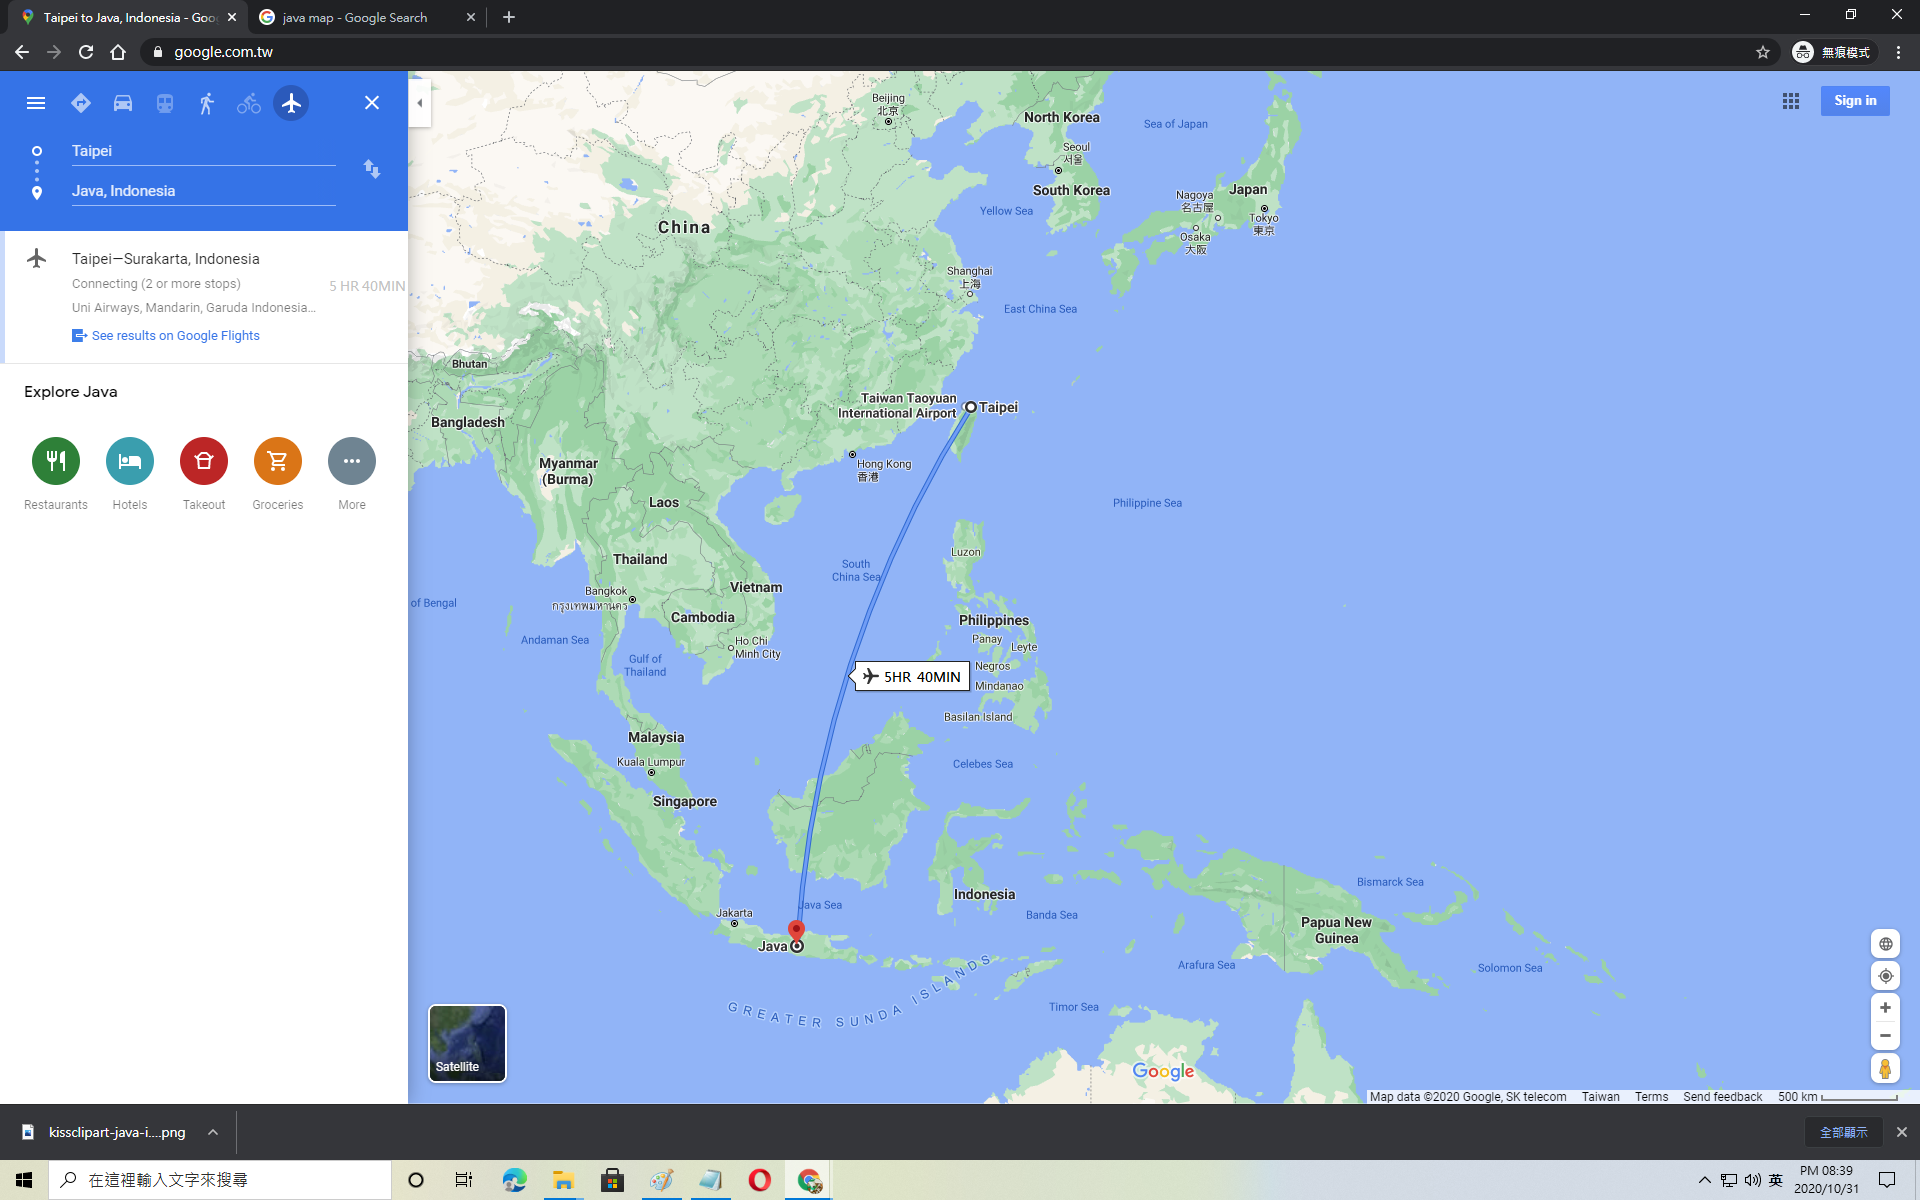 Taipei to Java, Indonesia - Goo
java map - Google Search
google.com.tw
無痕模式
Taipei
Java, Indonesia
Sign in
Taipei—Surakarta, Indonesia
Connecting (2 or more stops)
5 HR 40MIN
Uni Airways, Mandarin, Garuda Indonesia...
See results on Google Flights
Explore Java
Restaurants
Hotels
Takeout
Groceries
More
Beijing
北京
North Korea
Sea of Japan
Seoul
서울
South Korea
Japan
Nagoya
名古屋
Tokyo
東京
Osaka
大阪
Yellow Sea
China
Shanghai
上海
East China Sea
Bhutan
Bangladesh
Taiwan Taoyuan
International Airport
Taipei
Myanmar
(Burma)
Hong Kong
香港
Laos
Philippine Sea
Luzon
Thailand
South
China Sea
Vietnam
Bangkok
กรุงเทพมหานคร
of Bengal
Cambodia
Philippines
Andaman Sea
Ho Chi
Minh City
Panay
Leyte
Gulf of
Thailand
Negros
5HR 40MIN
Mindanao
Basilan Island
Malaysia
Kuala Lumpur
Celebes Sea
Singapore
Indonesia
Bismarck Sea
Java Sea
Jakarta
Banda Sea
Papua New
Guinea
Java
Arafura Sea
Solomon Sea
GREATER SUNDA ISLANDS
Timor Sea
Satellite
Google
Map data ©2020 Google, SK telecom
Taiwan
Terms
Send feedback
500 km
kissclipart-java-i....png
全部顯示
在這裡輸入文字來搜尋
英
PM 08:39
2020/10/31